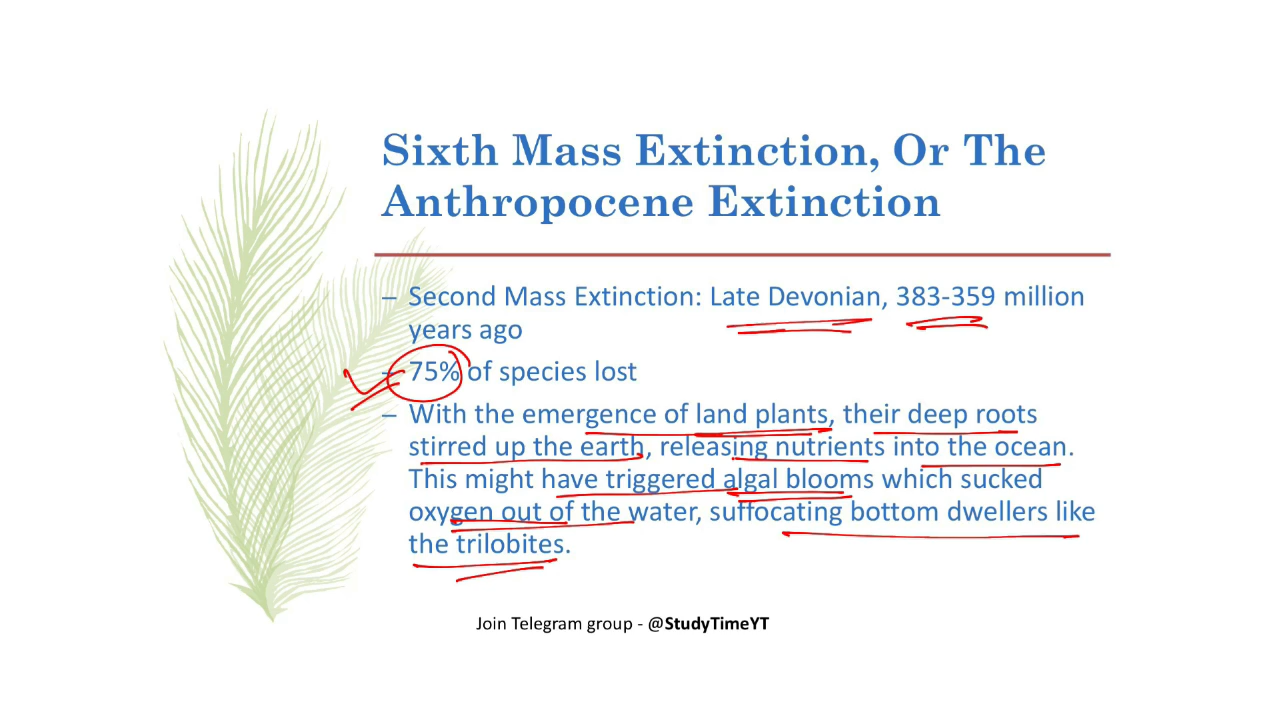 Sixth Mass Extinction, Or The
Anthropocene Extinction
– Second Mass Extinction: Late Devonian, 383-359 million
years ago
– 75% of species lost
– With the emergence of land plants, their deep roots
stirred up the earth, releasing nutrients into the ocean.
This might have triggered algal blooms which sucked
oxygen out of the water, suffocating bottom dwellers like
the trilobites.
Join Telegram group - @StudyTimeYT